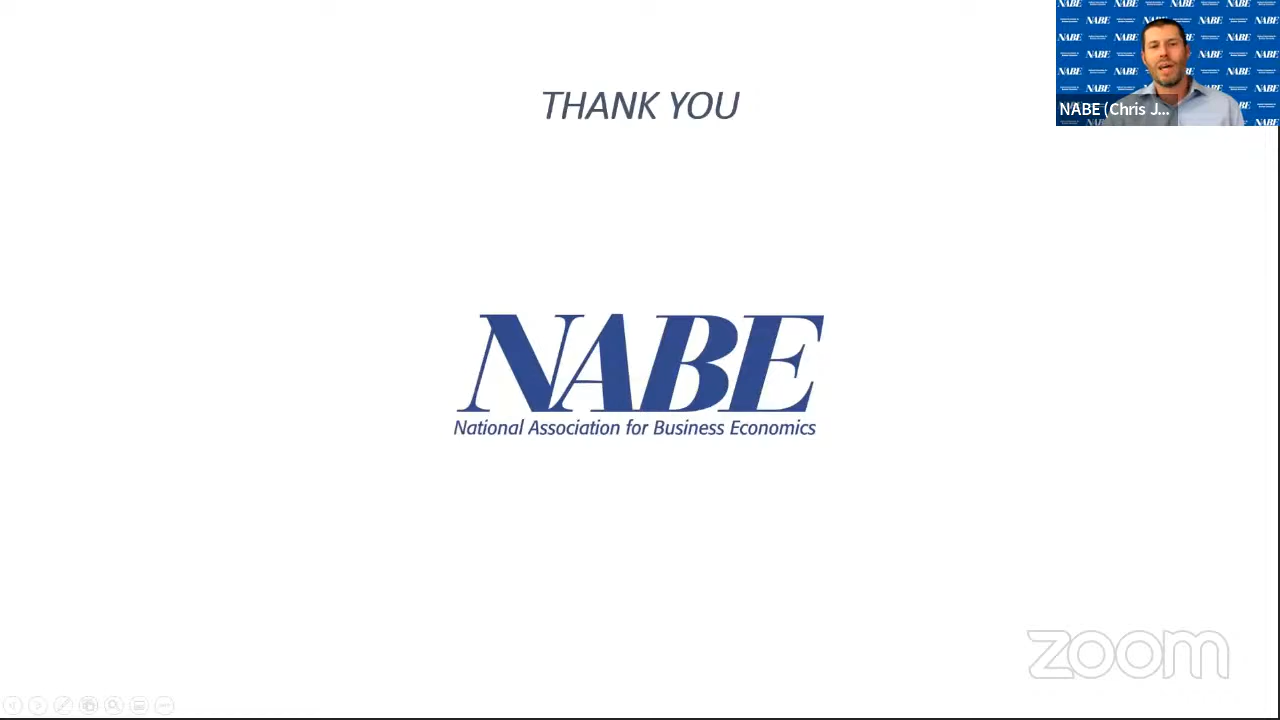 THANK YOU
NABE
National Association for Business Economics
NABE (Chris J...
zoom